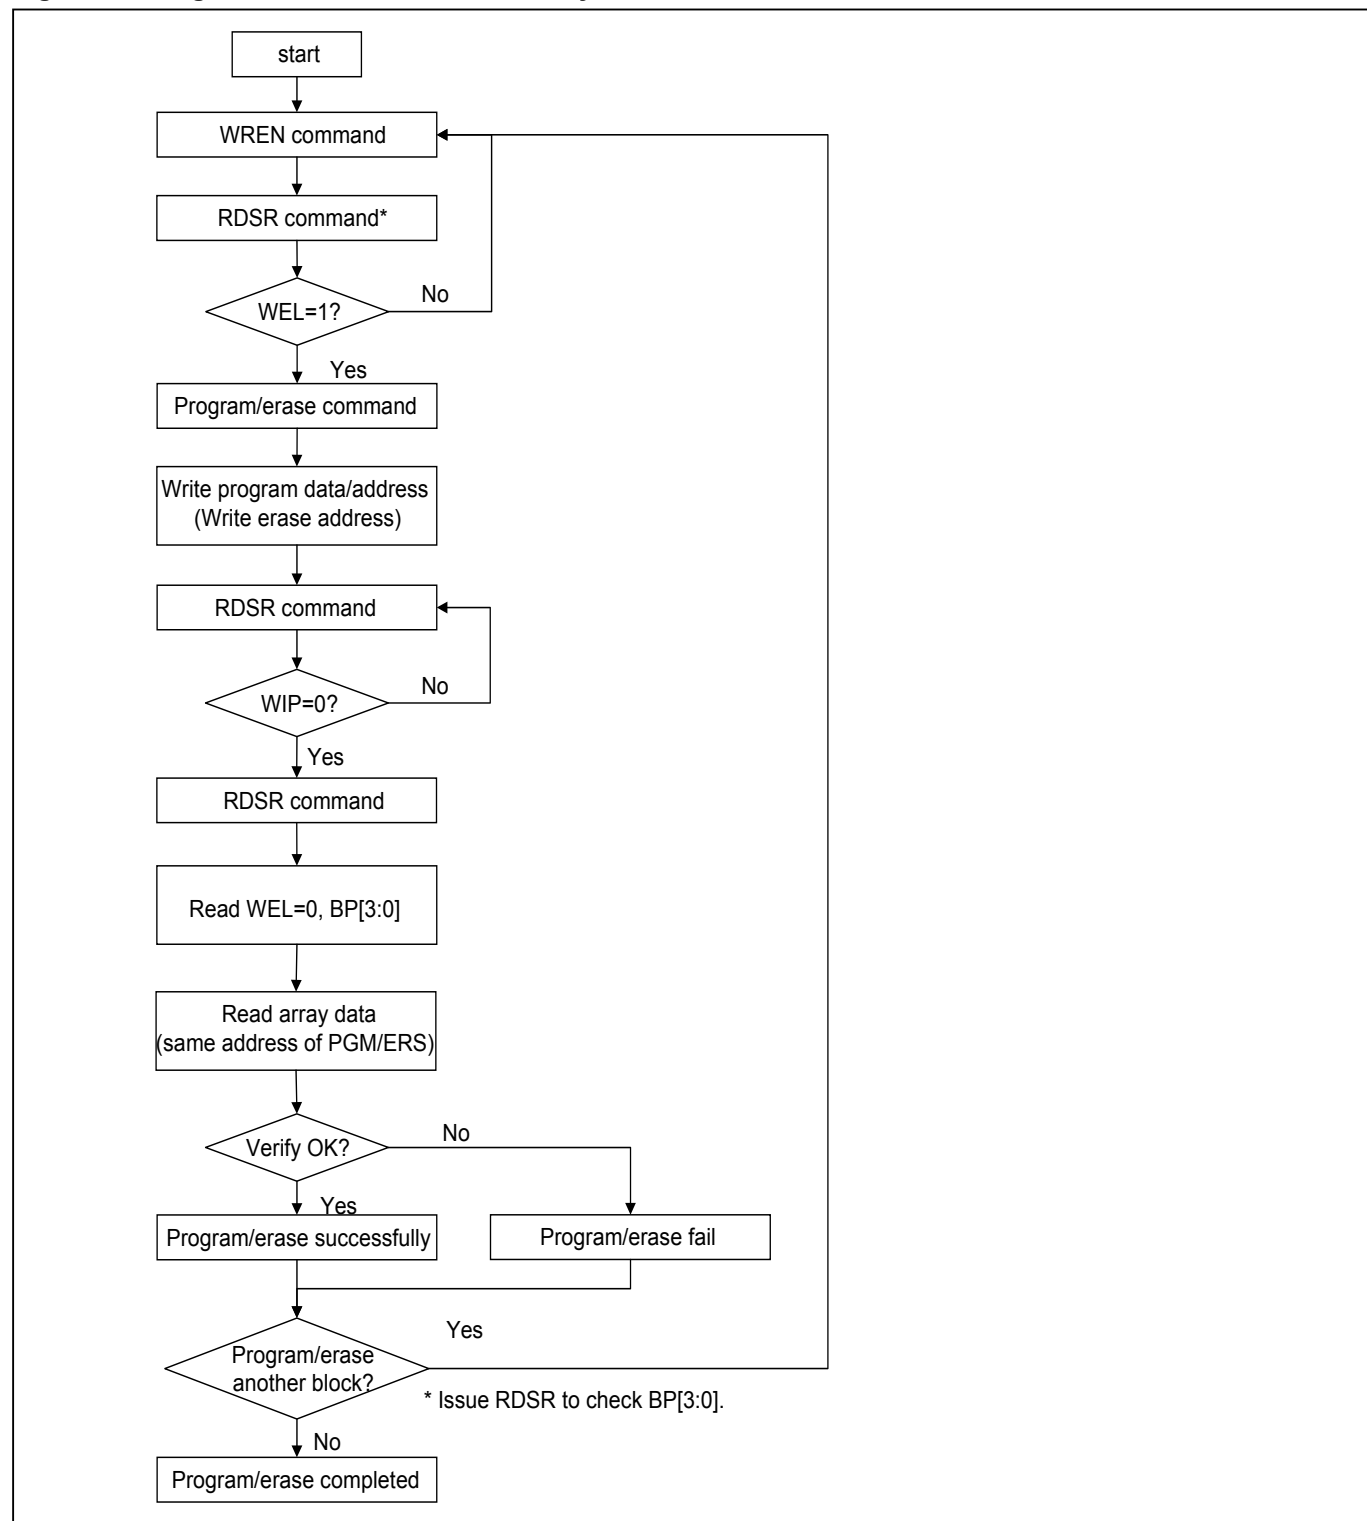 start
WREN command
RDSR command*
No
WEL=1?
Yes
Program/erase command
Write program data/address
(Write erase address)
RDSR command
No
WIP=0?
Yes
RDSR command
Read WEL=0, BP[3:0]
Read array data
(same address of PGM/ERS)
No
Verify OK?
Yes
Program/erase successfully
Program/erase fail
Yes
Program/erase
another block?
* Issue RDSR to check BP[3:0].
No
Program/erase completed